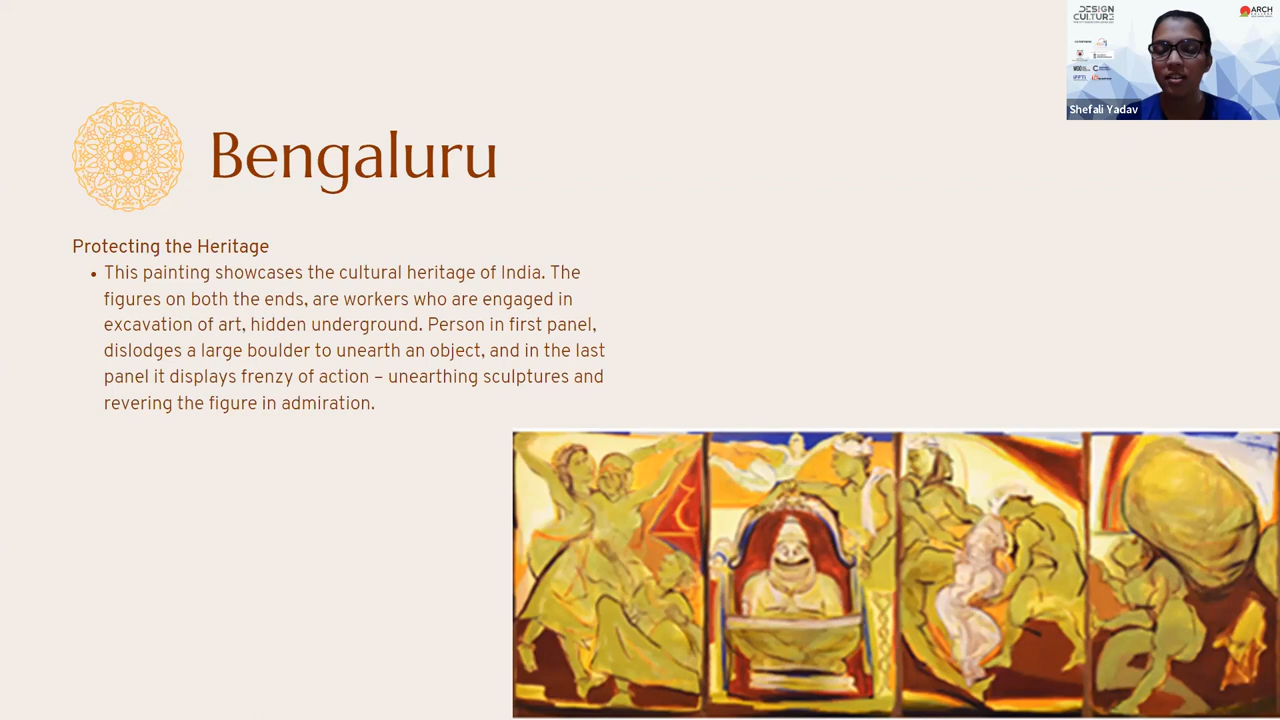 DESIGN
CULTURE
ARCH
Shefali Yadav
Bengaluru
Protecting the Heritage
• This painting showcases the cultural heritage of India. The
figures on both the ends, are workers who are engaged in
excavation of art, hidden underground. Person in first panel,
dislodges a large boulder to unearth an object, and in the last
panel it displays frenzy of action – unearthing sculptures and
revering the figure in admiration.